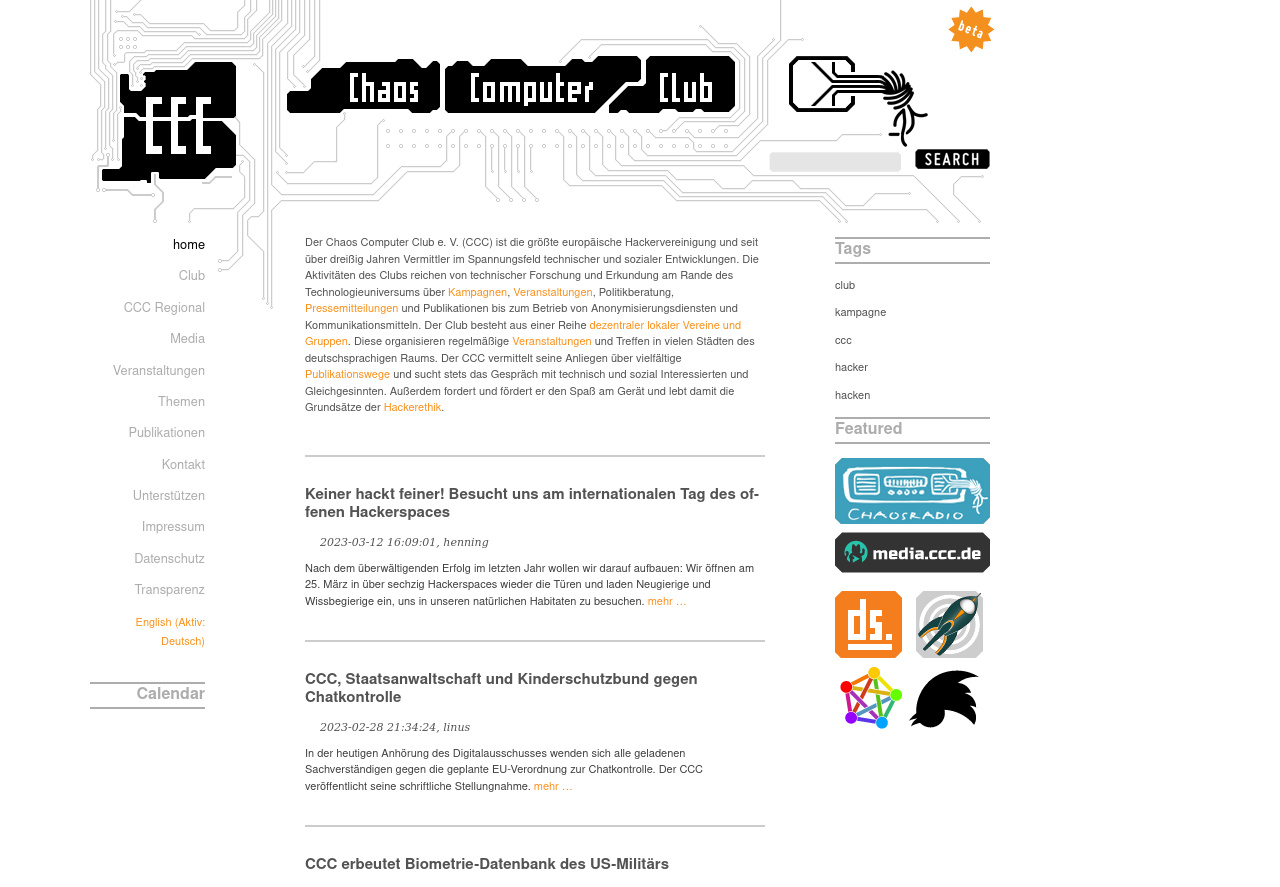 beta
CCC
Chaos Computer Club
SEARCH
home
Club
CCC Regional
Media
Veranstaltungen
Themen
Publikationen
Kontakt
Unterstützen
Impressum
Datenschutz
Transparenz
English (Aktiv:
Deutsch)
Calendar
Der Chaos Computer Club e. V. (CCC) ist die größte europäische Hackervereinigung und seit
über dreißig Jahren Vermittler im Spannungsfeld technischer und sozialer Entwicklungen. Die
Aktivitäten des Clubs reichen von technischer Forschung und Erkundung am Rande des
Technologieuniversums über Kampagnen, Veranstaltungen, Politikberatung,
Pressemitteilungen und Publikationen bis zum Betrieb von Anonymisierungsdiensten und
Kommunikationsmitteln. Der Club besteht aus einer Reihe dezentraler lokaler Vereine und
Gruppen. Diese organisieren regelmäßige Veranstaltungen und Treffen in vielen Städten des
deutschsprachigen Raums. Der CCC vermittelt seine Anliegen über vielfältige
Publikationswege und sucht stets das Gespräch mit technisch und sozial Interessierten und
Gleichgesinnten. Außerdem fordert und fördert er den Spaß am Gerät und lebt damit die
Grundsätze der Hackerethik.
Keiner hackt feiner! Besucht uns am internationalen Tag des of-
fenen Hackerspaces
2023-03-12 16:09:01, henning
Nach dem überwältigenden Erfolg im letzten Jahr wollen wir darauf aufbauen: Wir öffnen am
25. März in über sechzig Hackerspaces wieder die Türen und laden Neugierige und
Wissbegierige ein, uns in unseren natürlichen Habitaten zu besuchen. mehr …
CCC, Staatsanwaltschaft und Kinderschutzbund gegen
Chatkontrolle
2023-02-28 21:34:24, linus
In der heutigen Anhörung des Digitalausschusses wenden sich alle geladenen
Sachverständigen gegen die geplante EU-Verordnung zur Chatkontrolle. Der CCC
veröffentlicht seine schriftliche Stellungnahme. mehr …
CCC erbeutet Biometrie-Datenbank des US-Militärs
Tags
club
kampagne
ccc
hacker
hacken
Featured
CHAOSRADIO
media.ccc.de
ds.